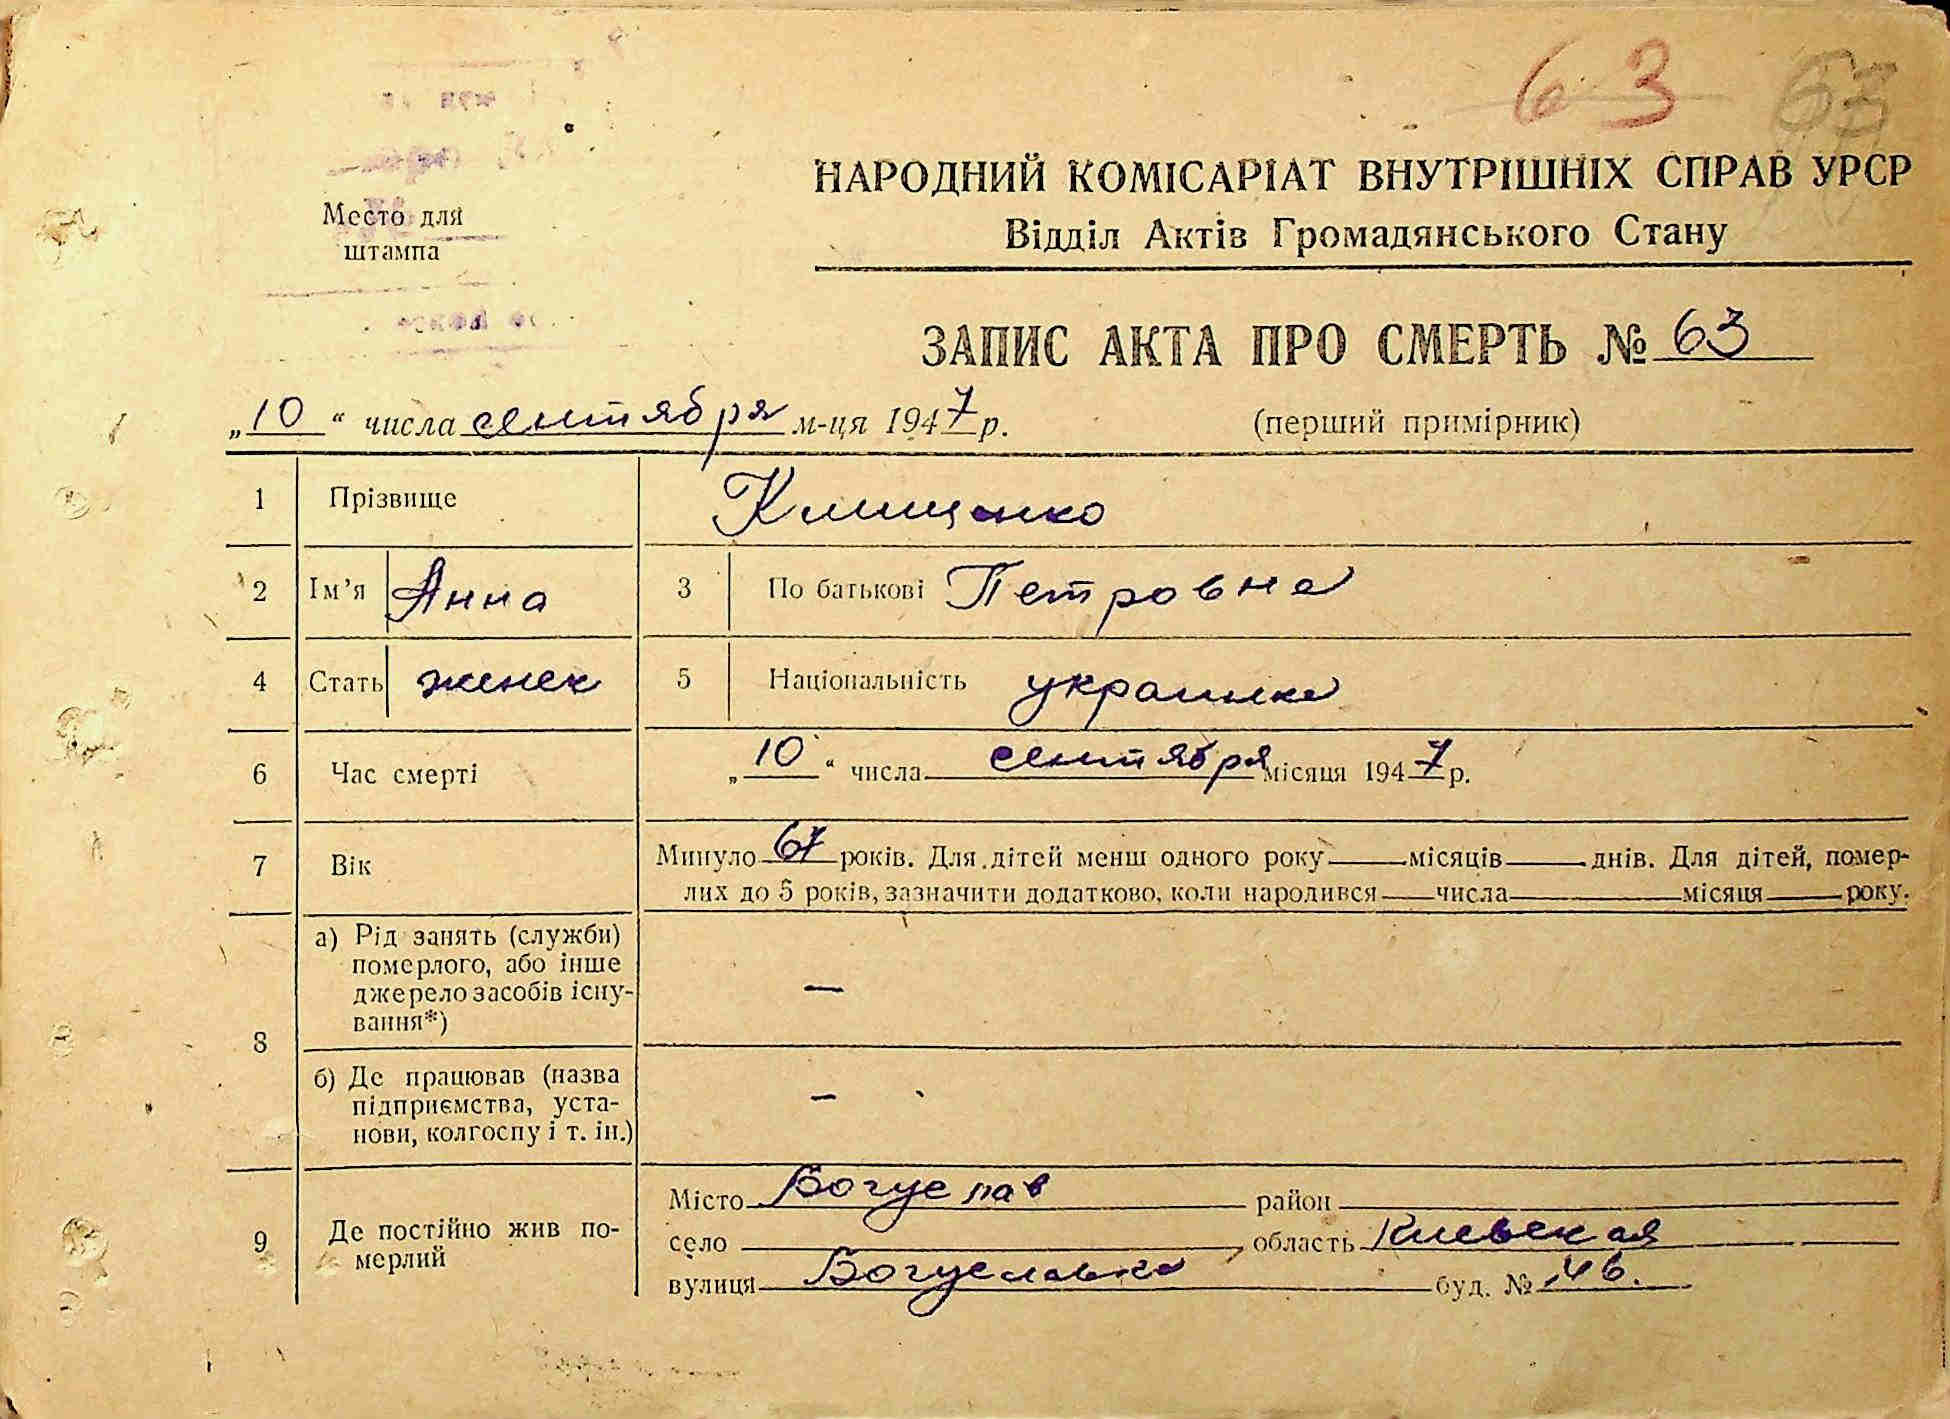 63 63
Место для
штампа
НАРОДНИЙ КОМІСАРІАТ ВНУТРІШНІХ СПРАВ УРСР
Відділ Актів Громадянського Стану
ЗАПИС АКТА ПРО СМЕРТЬ № 63
„10“ числа сентября м-ця 1947 р. (перший примірник)
1 Прізвище Клищенко
2 Ім’я Анна 3 По батькові Петровна
4 Стать женск 5 Національність украинка
6 Час смерті „10“ числа сентября місяця 1947 р.
7 Вік Минуло 67 років. Для дітей менш одного року — місяців — днів. Для дітей, помер-
лих до 5 років, зазначити додатково, коли народився — числа — місяця — року.
8 а) Рід занять (служби)
померлого, або інше
джерело засобів існу- —
вання*)
б) Де працював (назва
підприємства, уста- —
нови, колгоспу і т. ін.)
9 Де постійно жив по-
мерлий
Місто Богуслав район
село область Киевская
вулиця Богуславка буд. № 46.